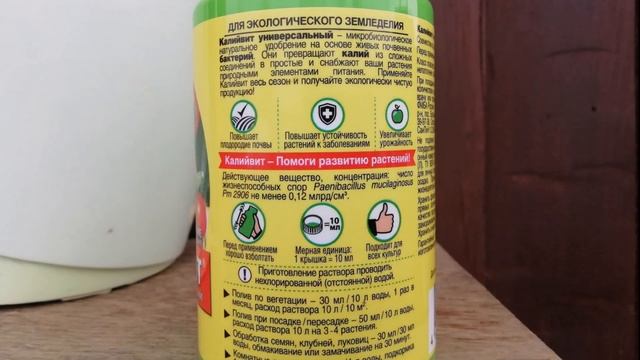 ДЛЯ ЭКОЛОГИЧЕСКОГО ЗЕМЛЕДЕЛИЯ
Калийвит универсальный – микробиологическое
натуральное удобрение на основе живых почвенных
бактерий. Они превращают калий из сложных
соединений в простые и снабжают ваши растения
природными элементами питания. Применяйте
Калийвит весь сезон и получайте экологически чистую
продукцию!
Повышает
плодородие почвы
Повышает устойчивость
растений к заболеваниям
Увеличивает
урожайность
Калийвит – Помоги развитию растений!
Действующее вещество, концентрация: число
жизнеспособных спор Paenibacillus mucilaginosus
Pm 2906 не менее 0,12 млрд/см³.
=10
МЛ
Перед применением
хорошо взболтать
Мерная единица:
1 крышка = 10 мл
Подходит для
всех культур
! Приготовление раствора проводить
нехлорированной (отстоянной) водой.
Полив по вегетации – 30 мл / 10 л воды, 1 раз в
месяц, расход раствора 10 л / 10 м².
Полив при посадке / пересадке – 50 мл / 10 л воды,
расход раствора 10 л на 3 -4 растения.
Обработка семян, клубней, луковиц – 30 мл/30 мл
воды, обмакивание или замачивание на 30 минут.